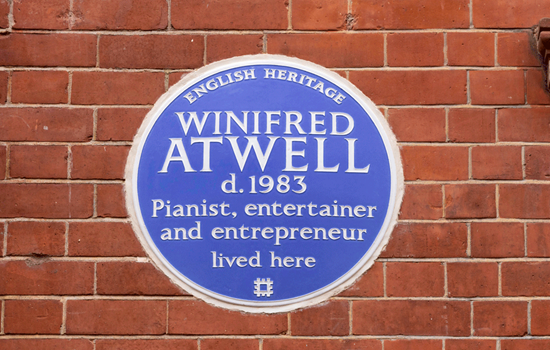 ENGLISH HERITAGE
WINIFRED
ATWELL
d. 1983
Pianist, entertainer
and entrepreneur
lived here